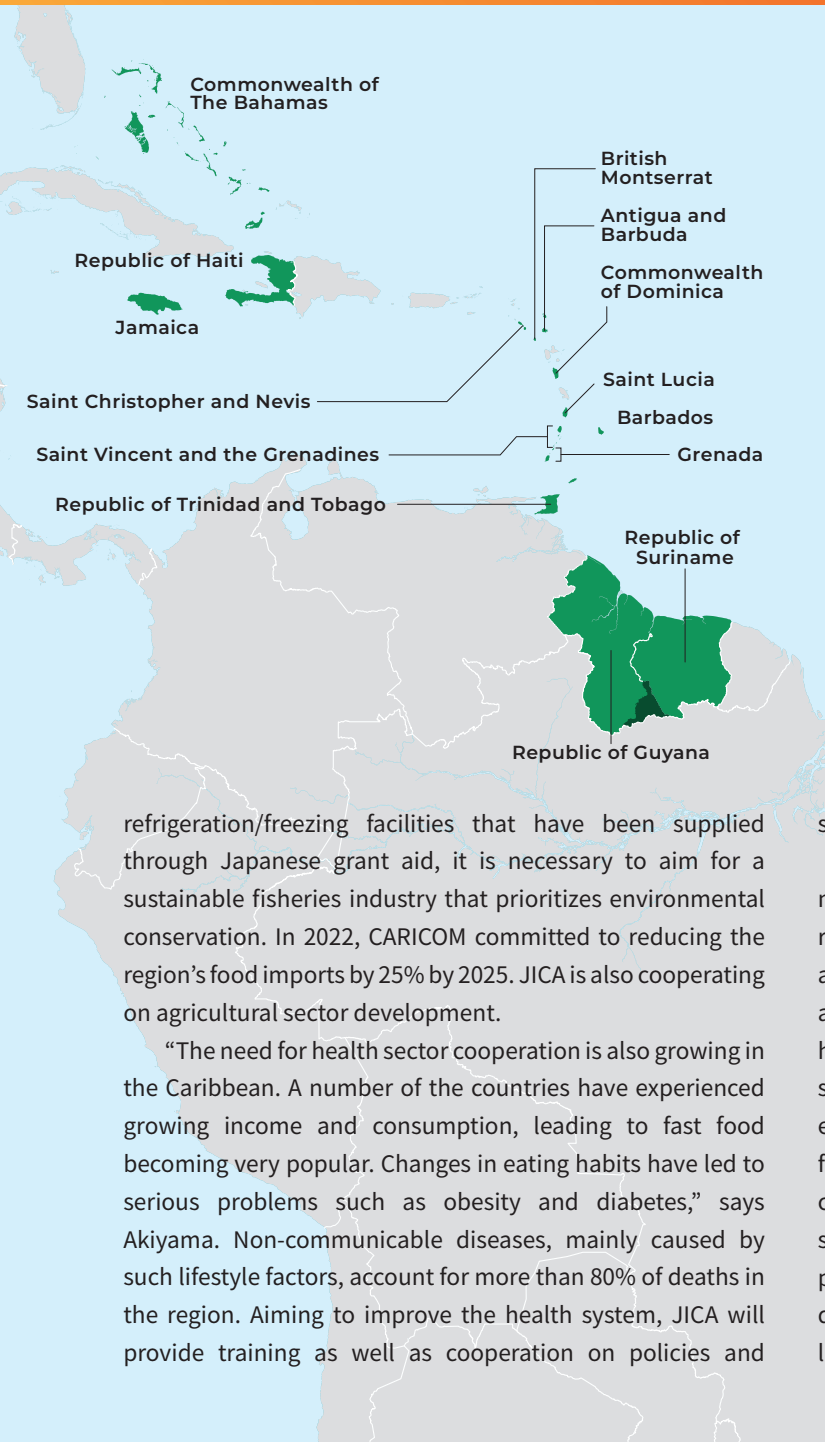 Commonwealth of
The Bahamas
British
Montserrat
Antigua and
Barbuda
Republic of Haiti
Commonwealth
of Dominica
Jamaica
Saint Lucia
Saint Christopher and Nevis
Barbados
Saint Vincent and the Grenadines
Grenada
Republic of Trinidad and Tobago
Republic of
Suriname
Republic of Guyana
refrigeration/freezing facilities that have been supplied
through Japanese grant aid, it is necessary to aim for a
sustainable fisheries industry that prioritizes environmental
conservation. In 2022, CARICOM committed to reducing the
region’s food imports by 25% by 2025. JICA is also cooperating
on agricultural sector development.
“The need for health sector cooperation is also growing in
the Caribbean. A number of the countries have experienced
growing income and consumption, leading to fast food
becoming very popular. Changes in eating habits have led to
serious problems such as obesity and diabetes,” says
Akiyama. Non-communicable diseases, mainly caused by
such lifestyle factors, account for more than 80% of deaths in
the region. Aiming to improve the health system, JICA will
provide training as well as cooperation on policies and